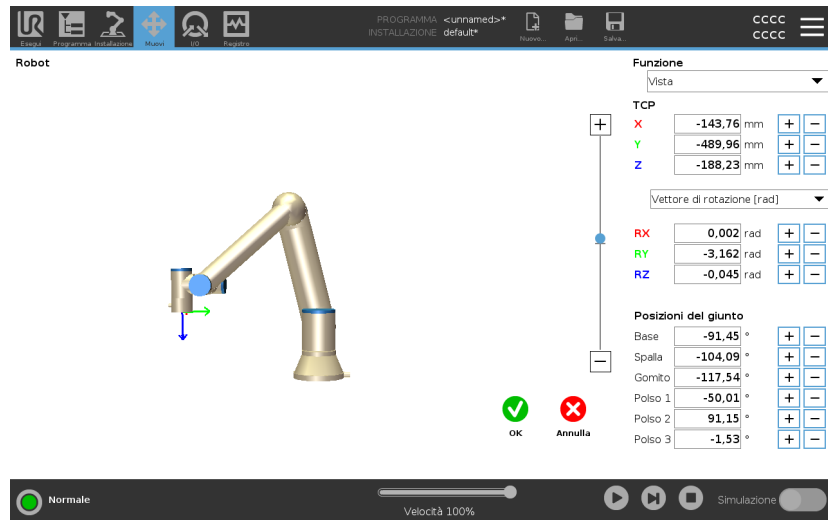 PROGRAMMA <unnamed>*
INSTALLAZIONE default*
Esegui Programma Installazione Muovi I/O Registro
Nuovo... Apri... Salva...
cccc
cccc
Robot
Funzione
Vista
TCP
X -143,76 mm + −
Y -489,96 mm + −
Z -188,23 mm + −
Vettore di rotazione [rad]
RX 0,002 rad + −
RY -3,162 rad + −
RZ -0,045 rad + −
Posizioni del giunto
Base -91,45 ° + −
Spalla -104,09 ° + −
Gomito -117,54 ° + −
Polso 1 -50,01 ° + −
Polso 2 91,15 ° + −
Polso 3 -1,53 ° + −
OK Annulla
Normale
Velocità 100%
Simulazione